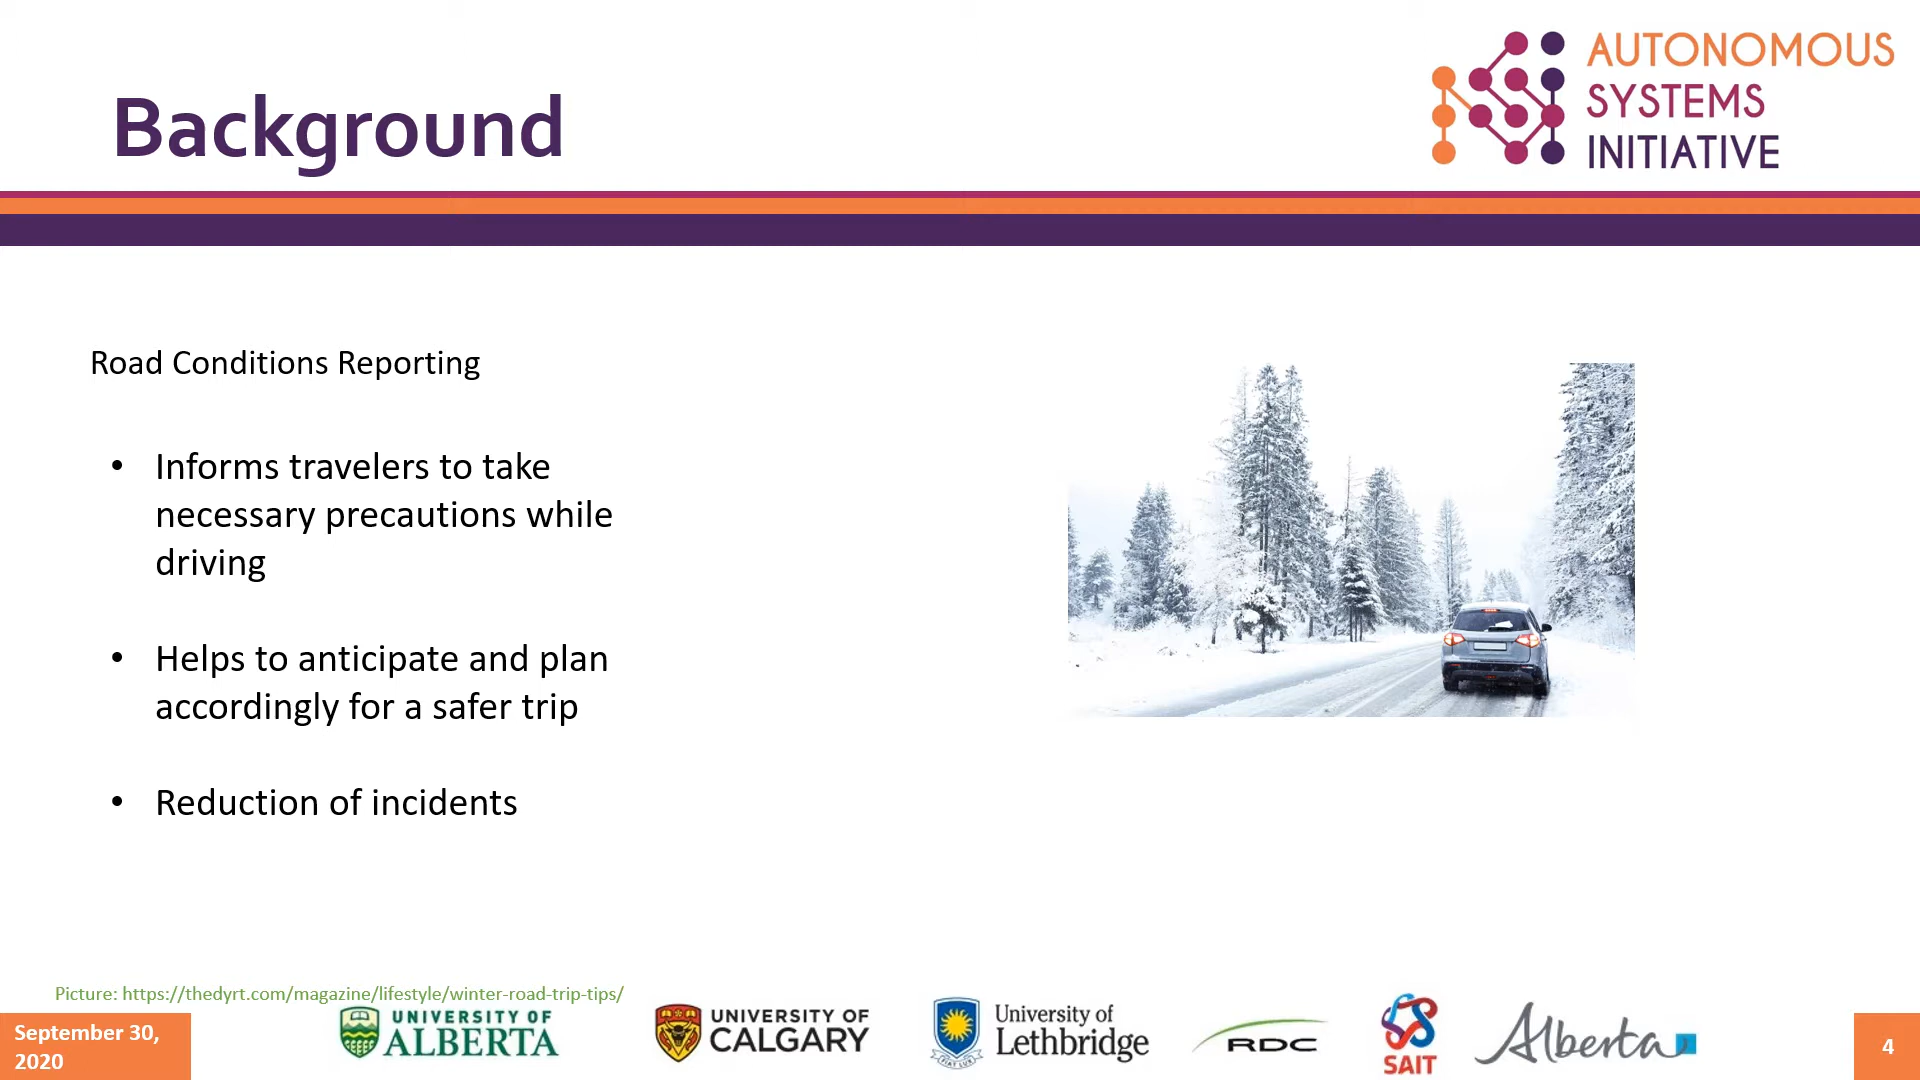 Background
AUTONOMOUS
SYSTEMS
INITIATIVE
Road Conditions Reporting
• Informs travelers to take
necessary precautions while
driving
• Helps to anticipate and plan
accordingly for a safer trip
• Reduction of incidents
Picture: https://thedyrt.com/magazine/lifestyle/winter-road-trip-tips/
September 30,
2020
UNIVERSITY OF
ALBERTA
UNIVERSITY OF
CALGARY
FIAT LUX
University of
Lethbridge
RDC
SAIT
Alberta
4